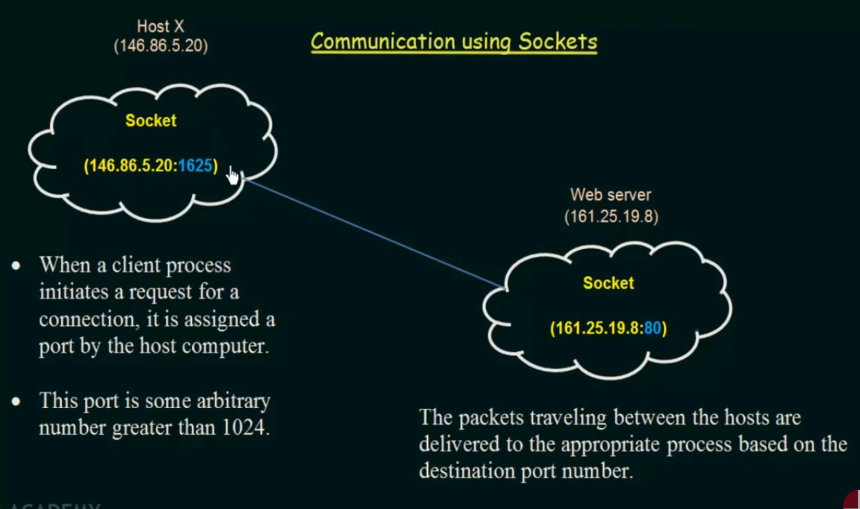 Host X
(146.86.5.20)
Communication using Sockets
Socket
(146.86.5.20:1625)
Web server
(161.25.19.8)
Socket
(161.25.19.8:80)
• When a client process
initiates a request for a
connection, it is assigned a
port by the host computer.
• This port is some arbitrary
number greater than 1024.
The packets traveling between the hosts are
delivered to the appropriate process based on the
destination port number.
ACADEMY